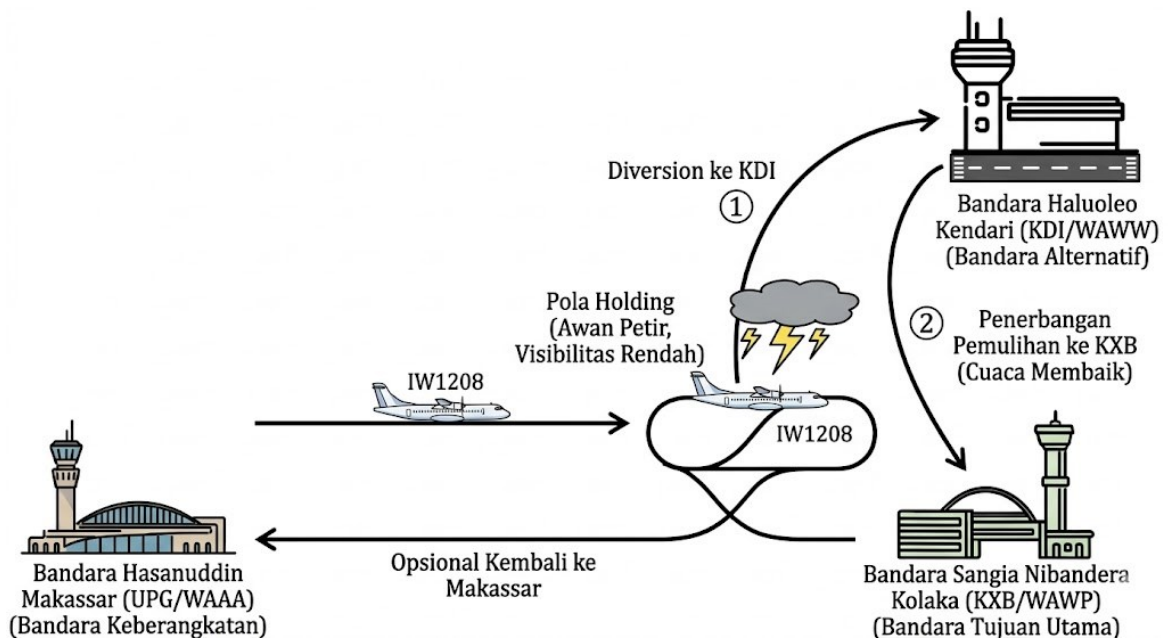 Diversion ke KDI
①
Bandara Haluoleo
Kendari (KDI/WAWW)
(Bandara Alternatif)
Pola Holding
(Awan Petir,
Visibilitas Rendah)
②
Penerbangan
Pemulihan ke KXB
(Cuaca Membaik)
IW1208
IW1208
Opsional Kembali ke
Makassar
Bandara Hasanuddin
Makassar (UPG/WAAA)
(Bandara Keberangkatan)
Bandara Sangia Nibandera
Kolaka (KXB/WAWP)
(Bandara Tujuan Utama)